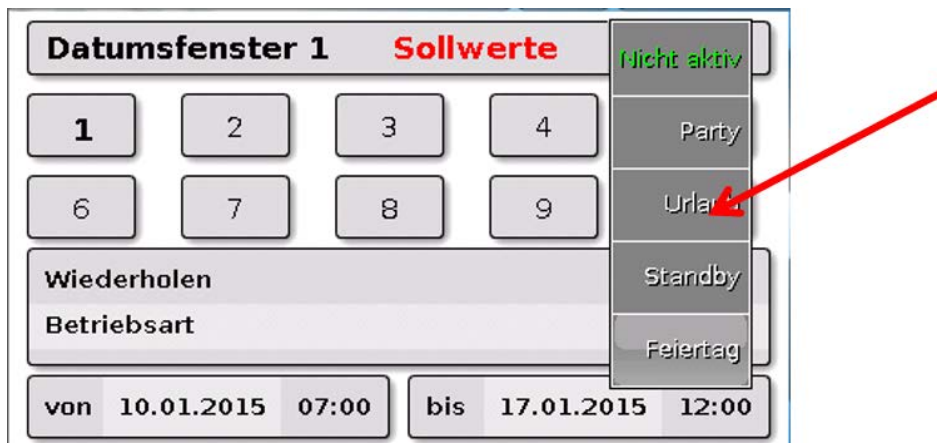 Datumsfenster 1 Sollwerte
Nicht aktiv
1 2 3 4
Party
6 7 8 9
Urlaub
Wiederholen
Standby
Betriebsart
Feiertag
von 10.01.2015 07:00 bis 17.01.2015 12:00